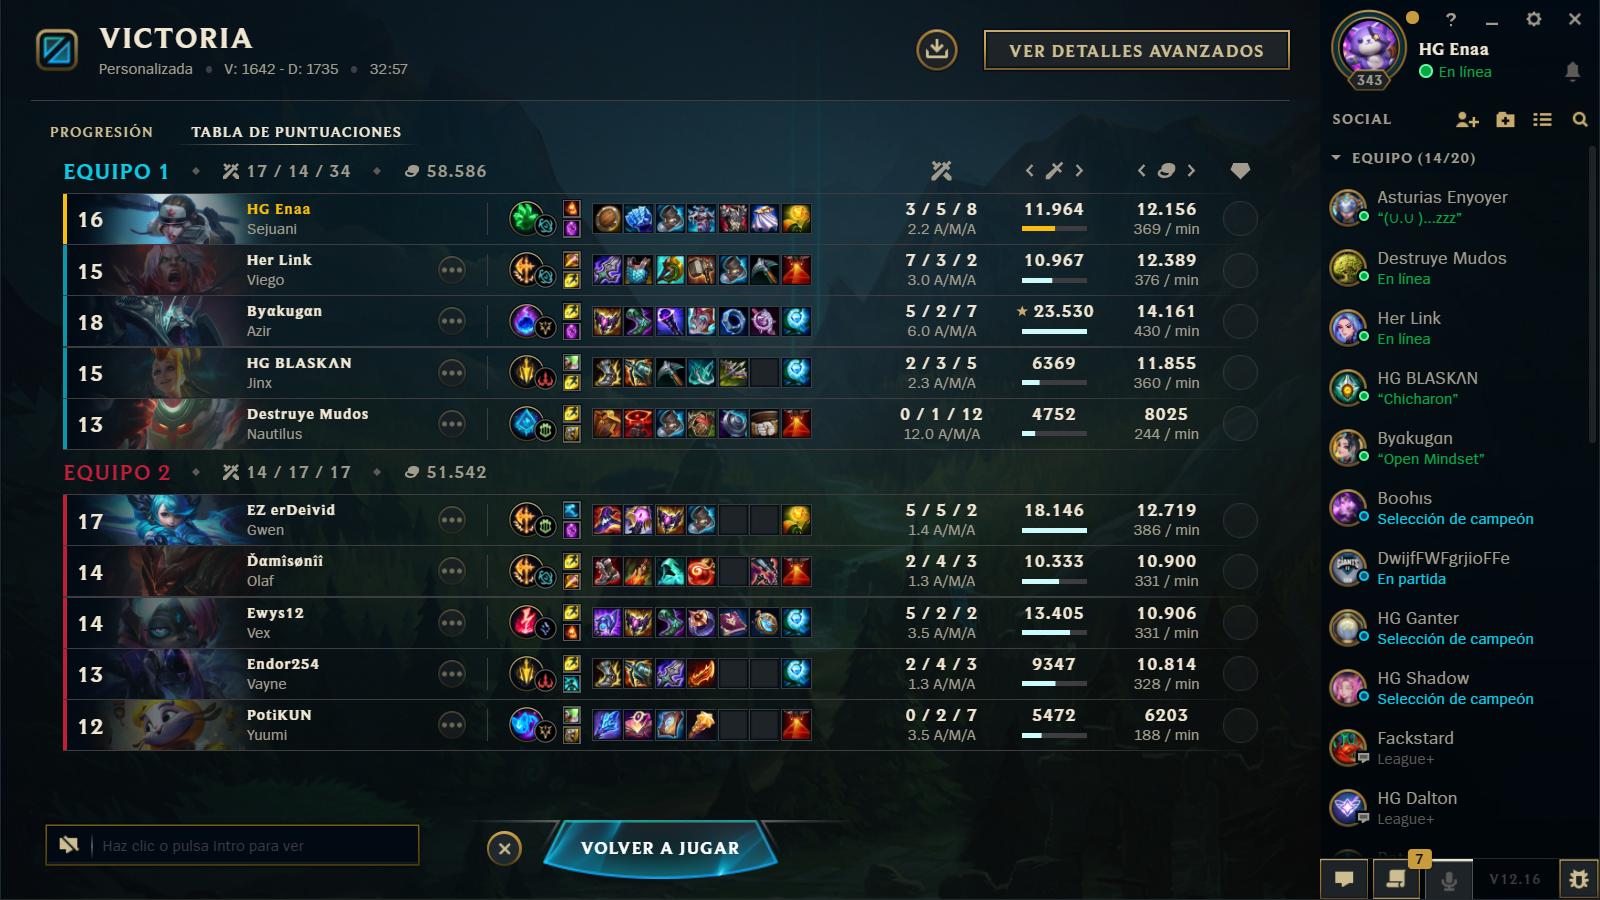 VICTORIA
Personalizada • V: 1642 - D: 1735 • 32:57
VER DETALLES AVANZADOS
PROGRESIÓN
TABLA DE PUNTUACIONES
EQUIPO 1 17 / 14 / 34 58.586
16 HG Enaa 3 / 5 / 8 11.964 12.156
Sejuani 2.2 A/M/A 369 / min
15 Her Link 7 / 3 / 2 10.967 12.389
Viego 3.0 A/M/A 376 / min
18 Byakugan 5 / 2 / 7 23.530 14.161
Azir 6.0 A/M/A 430 / min
15 HG BLASKΛN 2 / 3 / 5 6369 11.855
Jinx 2.3 A/M/A 360 / min
13 Destruye Mudos 0 / 1 / 12 4752 8025
Nautilus 12.0 A/M/A 244 / min
EQUIPO 2 14 / 17 / 17 51.542
17 EZ erDeivid 5 / 5 / 2 18.146 12.719
Gwen 1.4 A/M/A 386 / min
14 Ďαmîsønîî 2 / 4 / 3 10.333 10.900
Olaf 1.3 A/M/A 331 / min
14 Ewys12 5 / 2 / 2 13.405 10.906
Vex 3.5 A/M/A 331 / min
13 Endor254 2 / 4 / 3 9347 10.814
Vayne 1.3 A/M/A 328 / min
12 PotiKUN 0 / 2 / 7 5472 6203
Yuumi 3.5 A/M/A 188 / min
Haz clic o pulsa Intro para ver
VOLVER A JUGAR
HG Enaa
En línea
343
SOCIAL
EQUIPO (14/20)
Asturias Enyoyer
“(∪.∪ )...zzz”
Destruye Mudos
En línea
Her Link
En línea
HG BLASKΛN
“Chicharon”
Byakugan
“Open Mindset”
Boohıs
Selección de campeón
DwijfFWFgrjioFFe
En partida
HG Ganter
Selección de campeón
HG Shadow
Selección de campeón
Fackstard
League+
HG Dalton
League+
7
V12.16